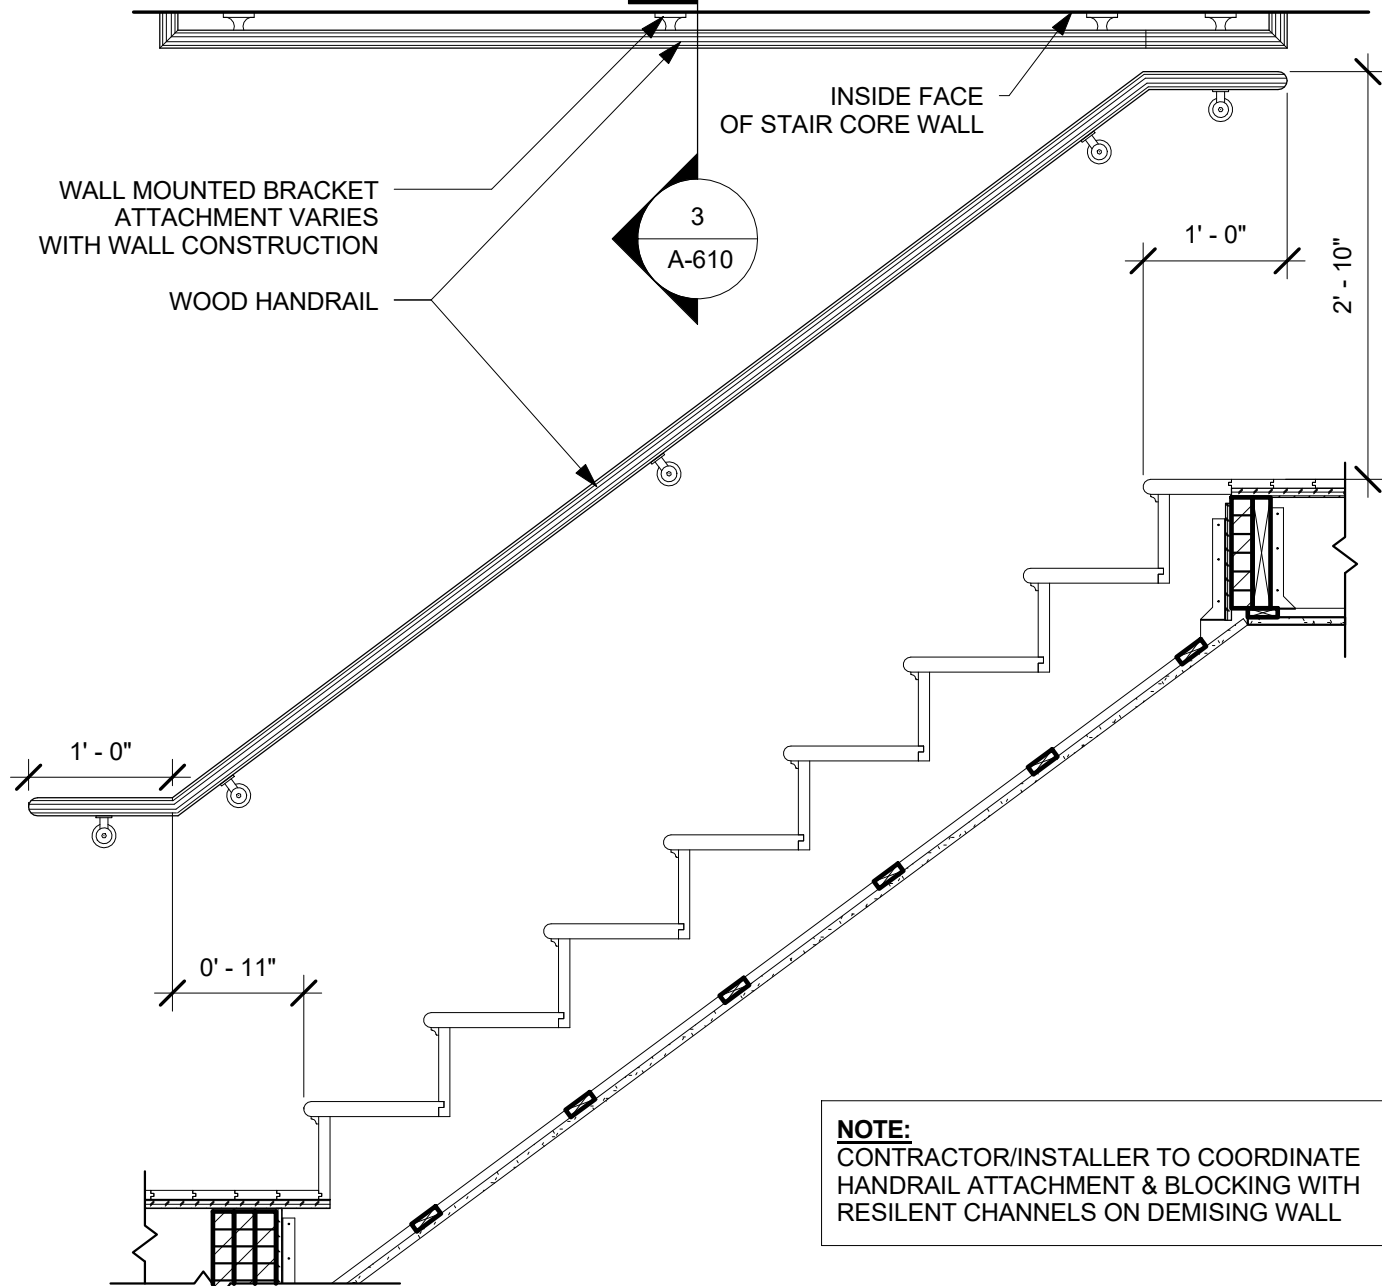 INSIDE FACE
OF STAIR CORE WALL
WALL MOUNTED BRACKET
ATTACHMENT VARIES
WITH WALL CONSTRUCTION
WOOD HANDRAIL
3
A-610
1' - 0"
2' - 10"
1' - 0"
0' - 11"
NOTE:
CONTRACTOR/INSTALLER TO COORDINATE
HANDRAIL ATTACHMENT & BLOCKING WITH
RESILENT CHANNELS ON DEMISING WALL